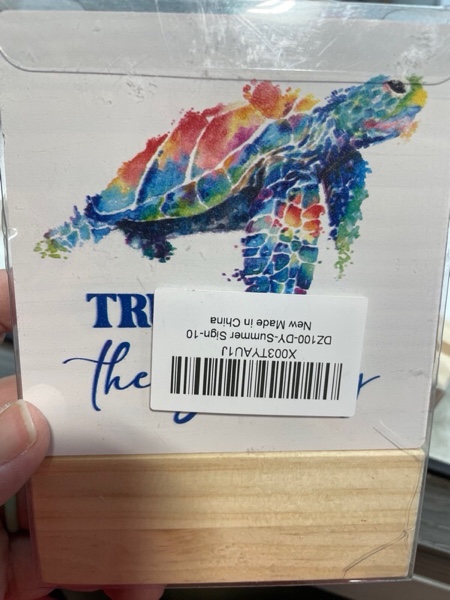 TR
the
X003TYAU1J
DZ100-DY-Summer Sign-10
New Made in China